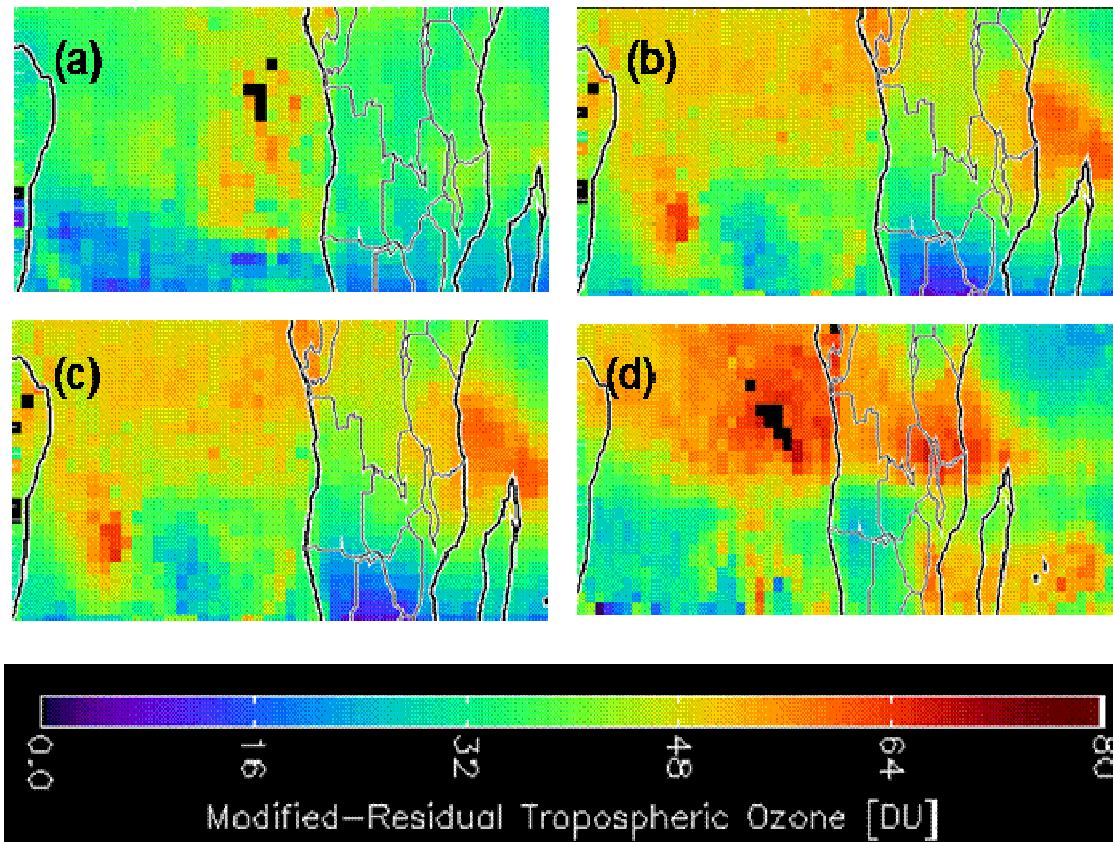 (a)
(b)
(c)
(d)
0.0 16 32 48 64 80
Modified-Residual Tropospheric Ozone [DU]